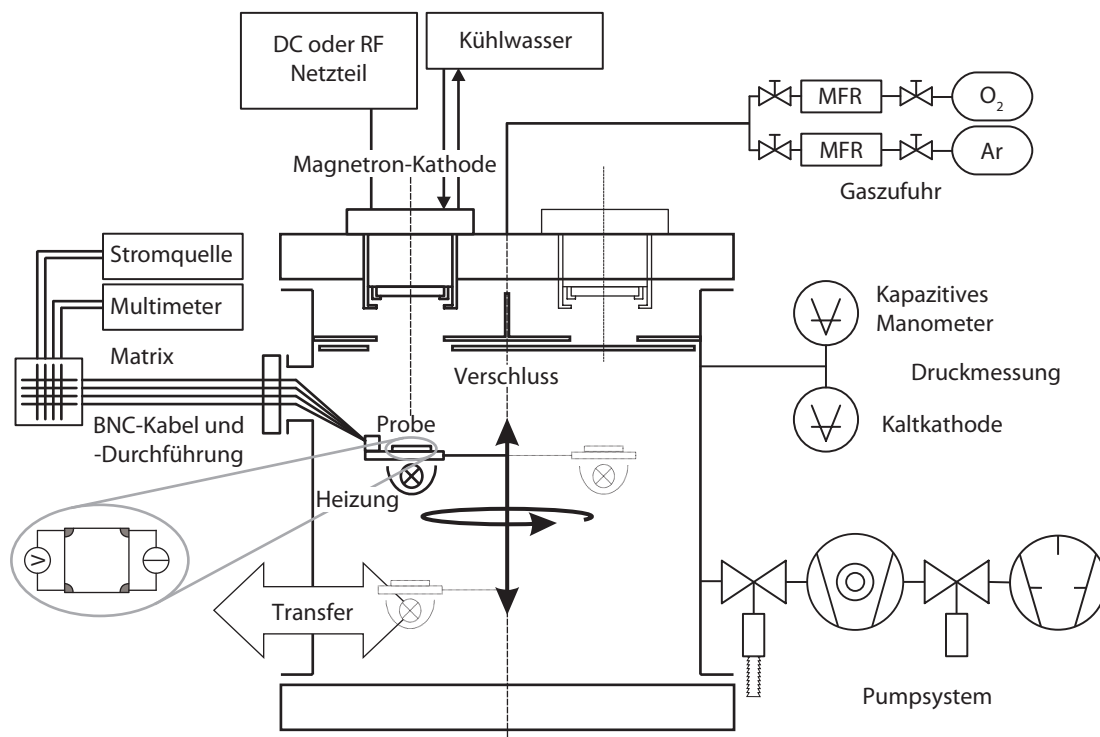 DC oder RF
Netzteil
Kühlwasser
MFR
O2
MFR
Ar
Gaszufuhr
Magnetron-Kathode
Stromquelle
Multimeter
Matrix
BNC-Kabel und
-Durchführung
Verschluss
Probe
Heizung
Kapazitives
Manometer
Druckmessung
Kaltkathode
V
Transfer
Pumpsystem